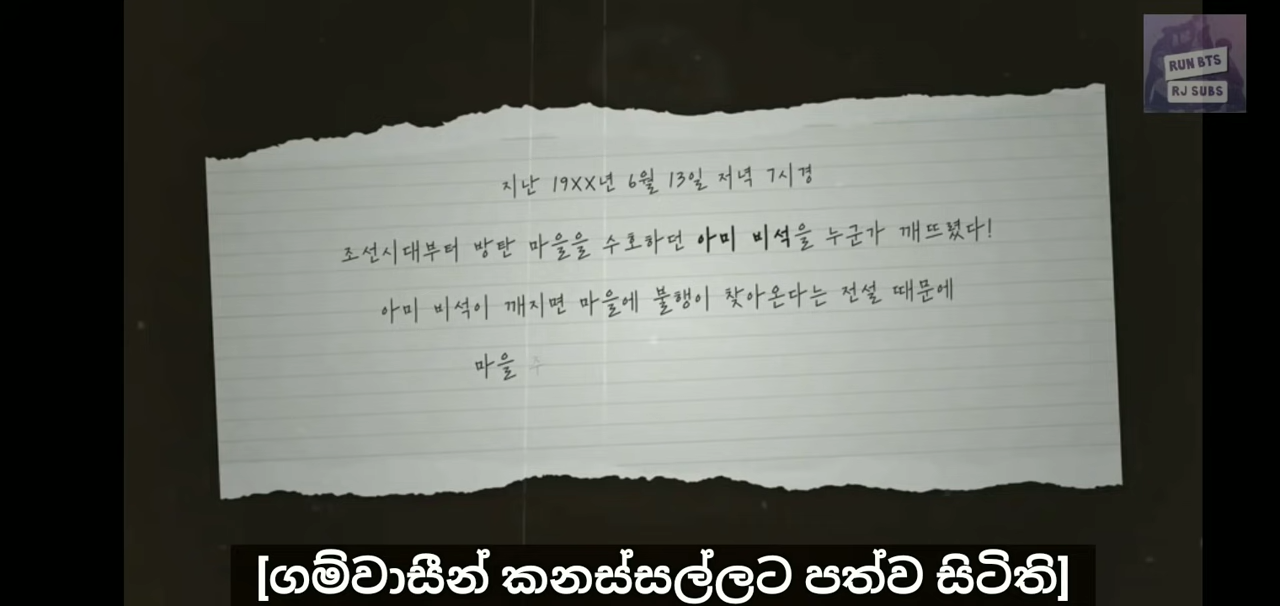 RUN BTS
RJ SUBS
지난 19XX년 6월 13일 저녁 7시경
조선시대부터 방탄 마을을 수호하던 아미 비석을 누군가 깨뜨렸다!
아미 비석이 깨지면 마을에 불행이 찾아온다는 전설 때문에
마을
[ගම්වාසීන් කනස්සල්ලට පත්ව සිටිති]